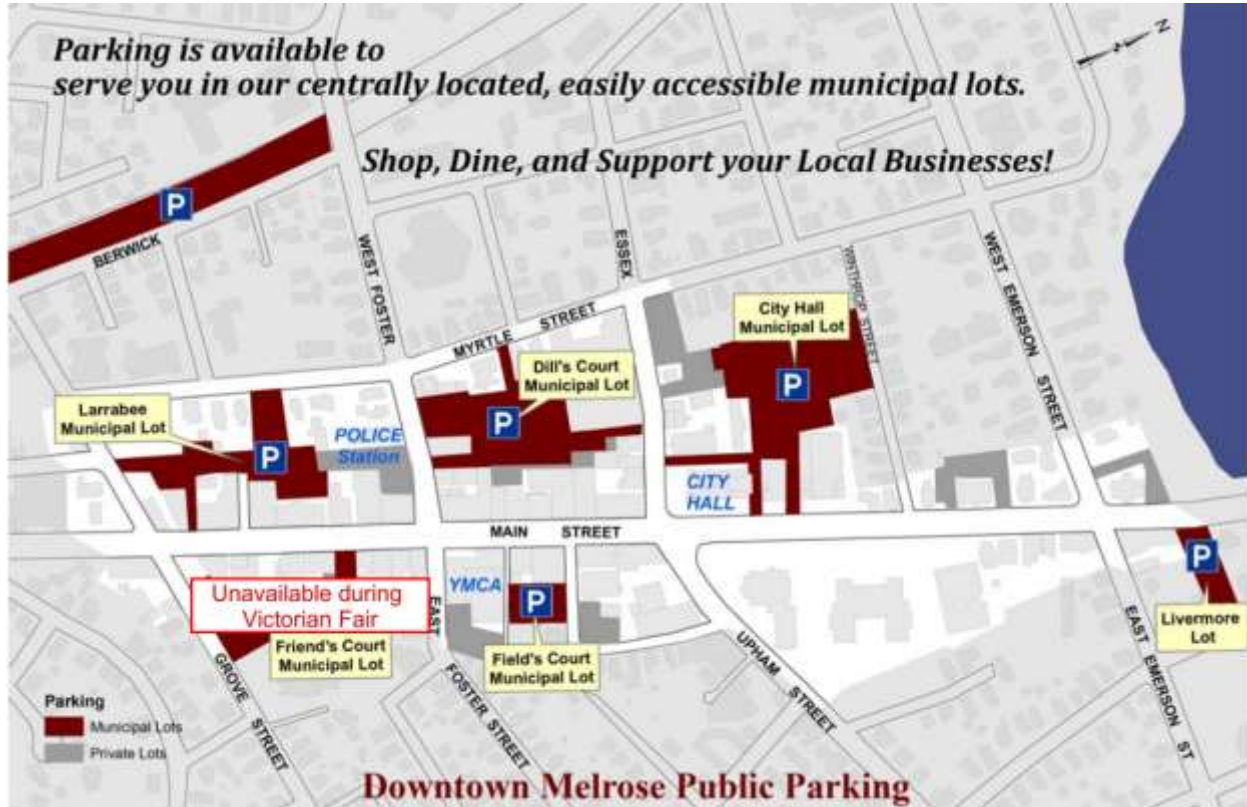 Parking is available to
serve you in our centrally located, easily accessible municipal lots.
N
Shop, Dine, and Support your Local Businesses!
P
BERWICK
WEST FOSTER
ESSEX
WINTHROP STREET
WEST EMERSON STREET
MYRTLE STREET
City Hall
Municipal Lot
P
Dill's Court
Municipal Lot
P
Larrabee
Municipal Lot
P
POLICE
Station
CITY
HALL
MAIN STREET
Unavailable during
Victorian Fair
Friend's Court
Municipal Lot
YMCA
P
Field's Court
Municipal Lot
P
Livermore
Lot
EAST FOSTER STREET
GROVE STREET
UPHAM STREET
EAST EMERSON ST
Parking
Municipal Lots
Private Lots
Downtown Melrose Public Parking